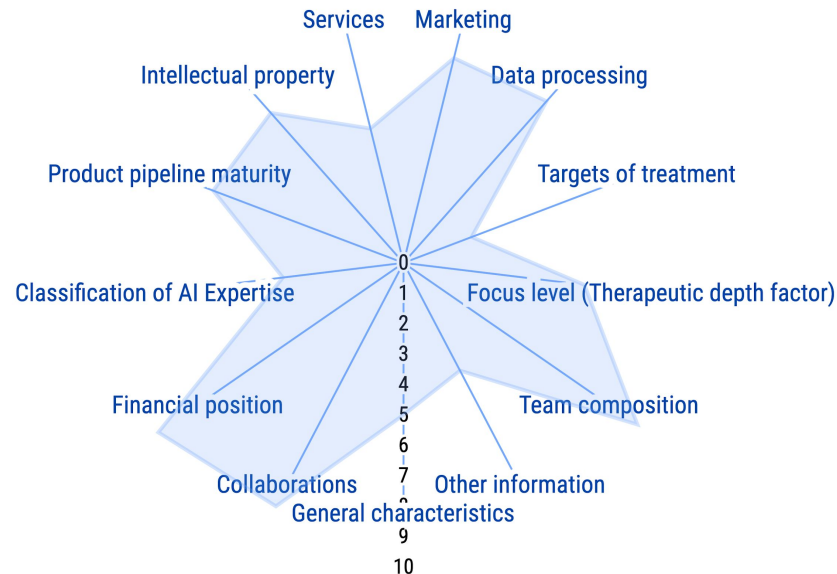 Services Marketing
Intellectual property Data processing
Product pipeline maturity Targets of treatment
0
Classification of AI Expertise 1 Focus level (Therapeutic depth factor)
2
3
4
Financial position Team composition
5
6
7
Collaborations Other information
General characteristics
9
10